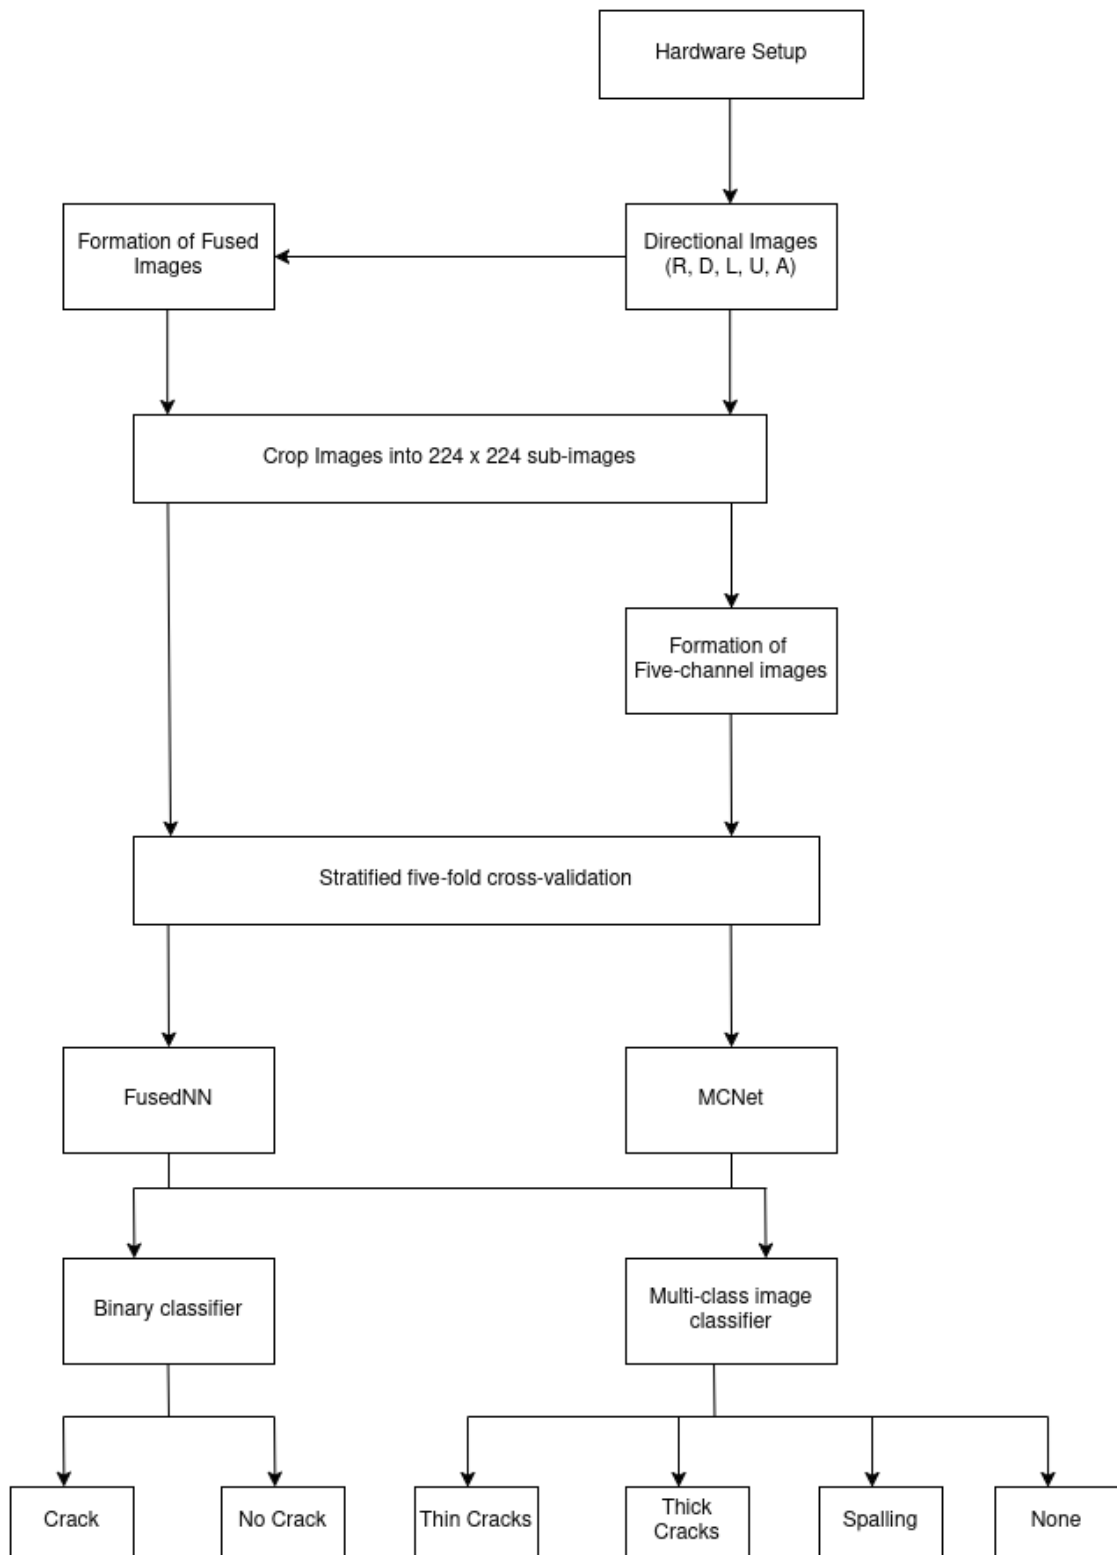 Hardware Setup
Formation of Fused
Images
Directional Images
(R, D, L, U, A)
Crop Images into 224 x 224 sub-images
Formation of
Five-channel images
Stratified five-fold cross-validation
FusedNN
MCNet
Binary classifier
Multi-class image
classifier
Crack
No Crack
Thin Cracks
Thick
Cracks
Spalling
None